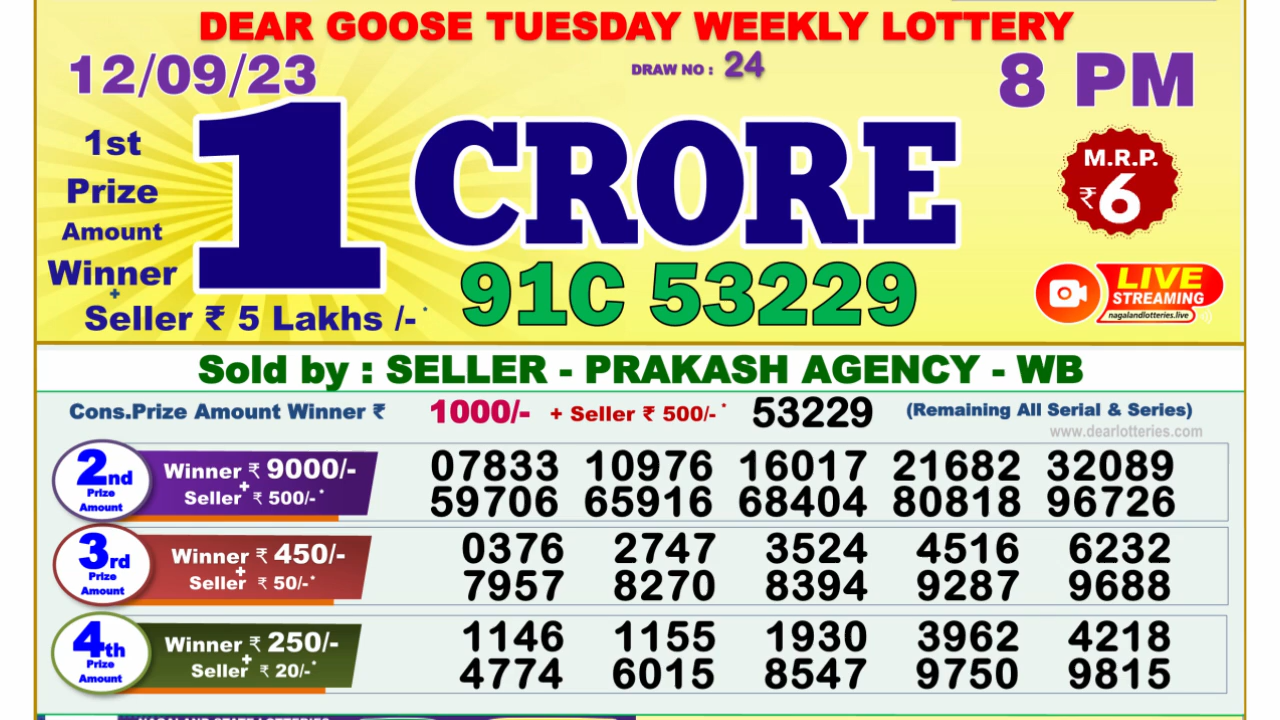 DEAR GOOSE TUESDAY WEEKLY LOTTERY
12/09/23
DRAW NO : 24
8 PM
1st
Prize
Amount
Winner
+
Seller ₹ 5 Lakhs /-*
1 CRORE
91C 53229
M.R.P.
₹6
LIVE
STREAMING
nagalandlotteries.live
Sold by : SELLER - PRAKASH AGENCY - WB
Cons.Prize Amount Winner ₹ 1000/- + Seller ₹ 500/-* 53229 (Remaining All Serial & Series)
www.dearlotteries.com
2nd
Prize
Amount
Winner ₹ 9000/-
+
Seller ₹ 500/-*
07833 10976 16017 21682 32089
59706 65916 68404 80818 96726
3rd
Prize
Amount
Winner ₹ 450/-
+
Seller ₹ 50/-*
0376 2747 3524 4516 6232
7957 8270 8394 9287 9688
4th
Prize
Amount
Winner ₹ 250/-
+
Seller ₹ 20/-*
1146 1155 1930 3962 4218
4774 6015 8547 9750 9815